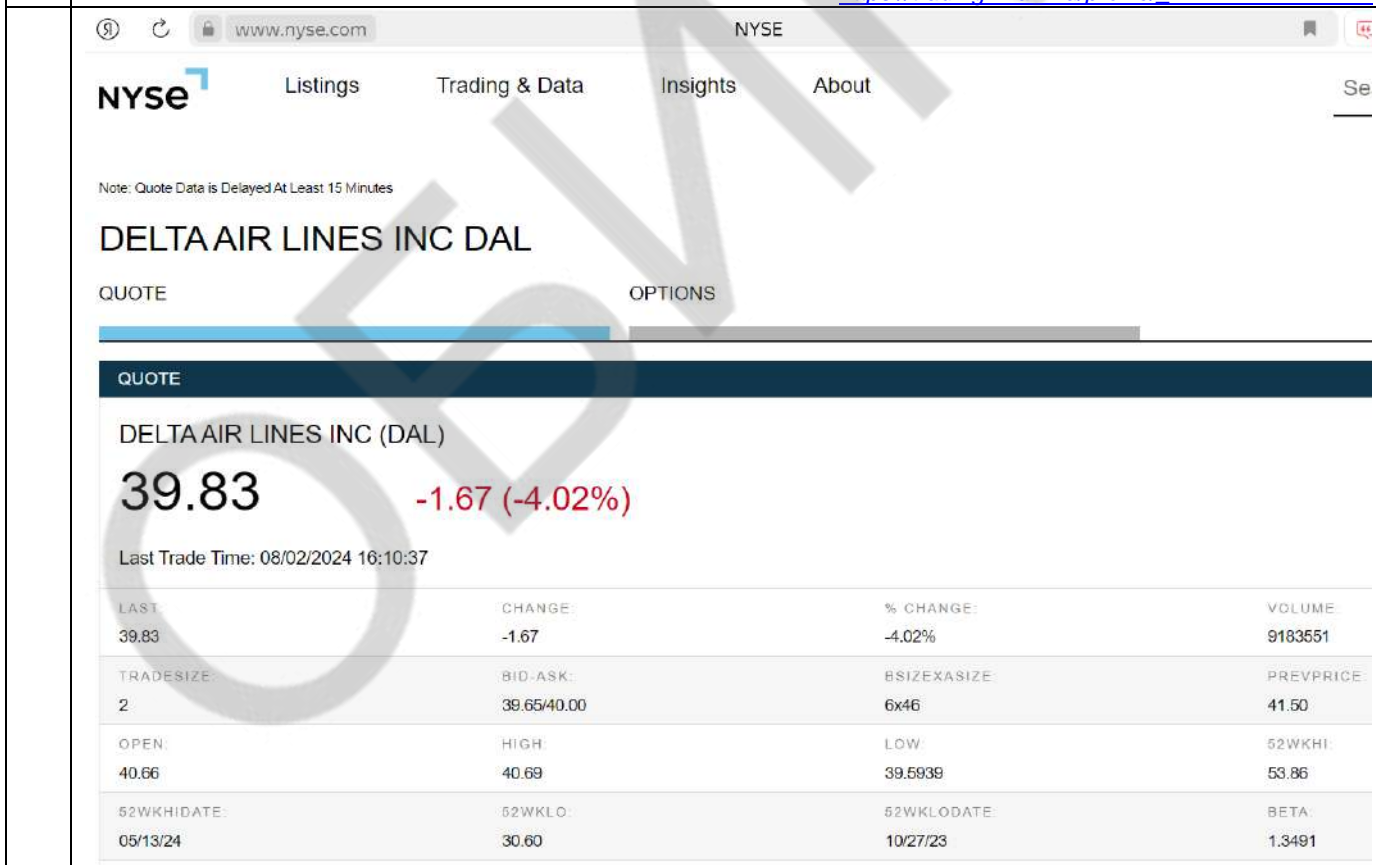 Я www.nyse.com NYSE
NYSE Listings Trading & Data Insights About Sea
Note: Quote Data is Delayed At Least 15 Minutes
DELTA AIR LINES INC DAL
QUOTE OPTIONS
QUOTE
DELTA AIR LINES INC (DAL)
39.83 -1.67 (-4.02%)
Last Trade Time: 08/02/2024 16:10:37
LAST: CHANGE: % CHANGE: VOLUME:
39.83 -1.67 -4.02% 9183551
TRADESIZE: BID-ASK: BSIZEXASIZE: PREVPRICE:
2 39.65/40.00 6x46 41.50
OPEN: HIGH: LOW: 52WKHI:
40.66 40.69 39.5939 53.86
52WKHIDATE: 52WKLO: 52WKLODATE: BETA:
05/13/24 30.60 10/27/23 1.3491